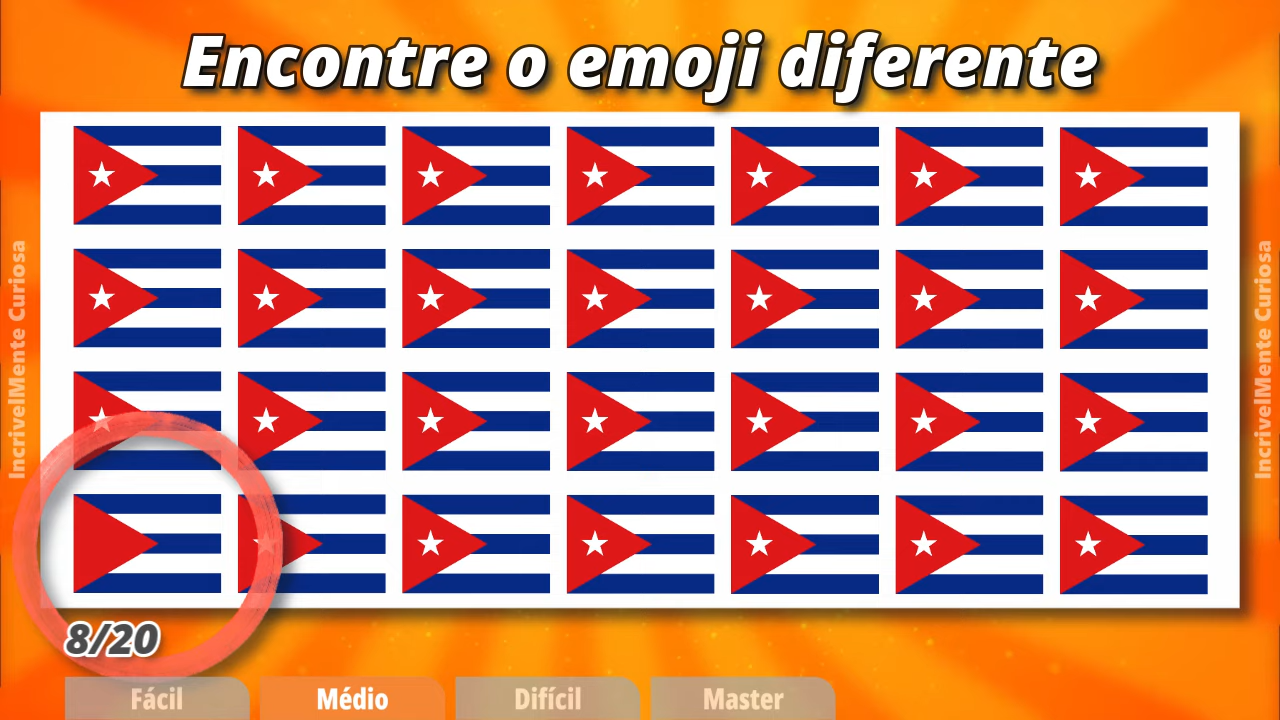 Encontre o emoji diferente
IncrivelMente Curiosa
IncrivelMente Curiosa
8/20
Fácil
Médio
Difícil
Master